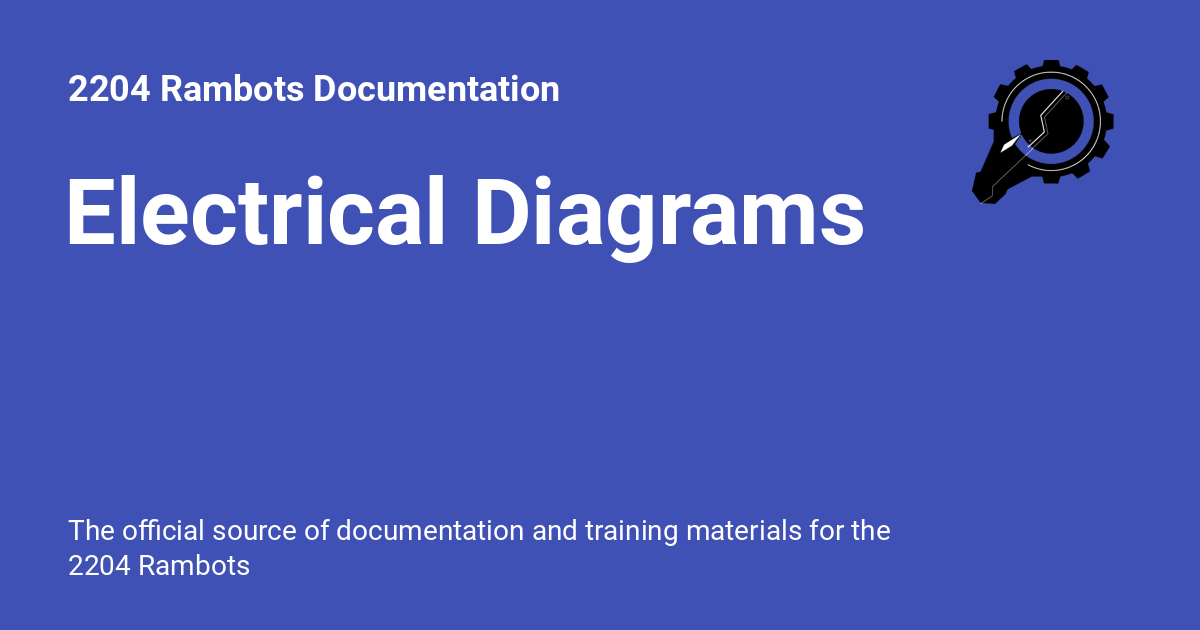 2204 Rambots Documentation
Electrical Diagrams
The official source of documentation and training materials for the
2204 Rambots